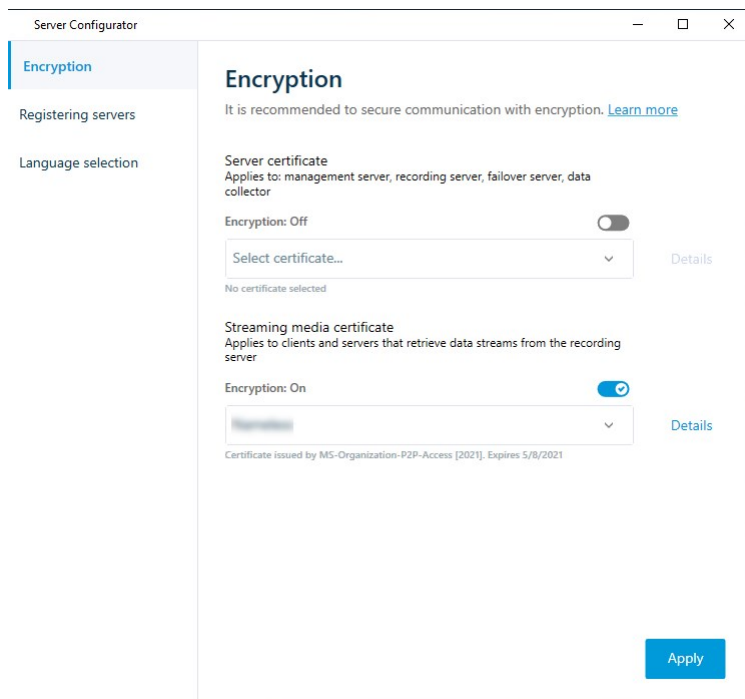 Server Configurator
Encryption
Registering servers
Language selection
Encryption
It is recommended to secure communication with encryption. Learn more
Server certificate
Applies to: management server, recording server, failover server, data
collector
Encryption: Off
Select certificate...
Details
No certificate selected
Streaming media certificate
Applies to clients and servers that retrieve data streams from the recording
server
Encryption: On
Details
Certificate issued by MS-Organization-P2P-Access [2021]. Expires 5/8/2021
Apply